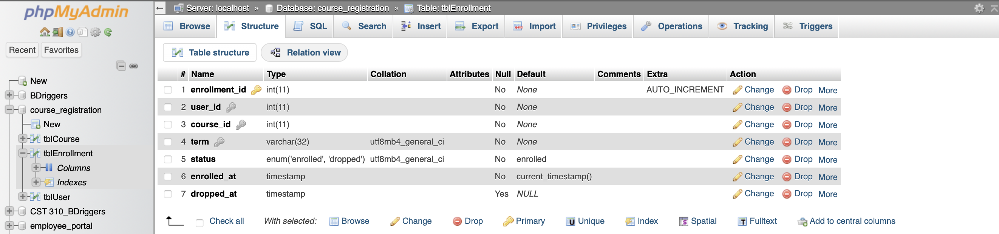 phpMyAdmin
Recent Favorites
New
BDriggers
course_registration
New
tblCourse
tblEnrollment
Columns
Indexes
tblUser
CST 310_BDriggers
employee_portal
Server: localhost » Database: course_registration » Table: tblEnrollment
Browse Structure SQL Search Insert Export Import Privileges Operations Tracking Triggers
Table structure Relation view
# Name Type Collation Attributes Null Default Comments Extra Action
1 enrollment_id int(11) No None AUTO_INCREMENT Change Drop More
2 user_id int(11) No None Change Drop More
3 course_id int(11) No None Change Drop More
4 term varchar(32) utf8mb4_general_ci No None Change Drop More
5 status enum('enrolled', 'dropped') utf8mb4_general_ci No enrolled Change Drop More
6 enrolled_at timestamp No current_timestamp() Change Drop More
7 dropped_at timestamp Yes NULL Change Drop More
Check all With selected: Browse Change Drop Primary Unique Index Spatial Fulltext Add to central columns